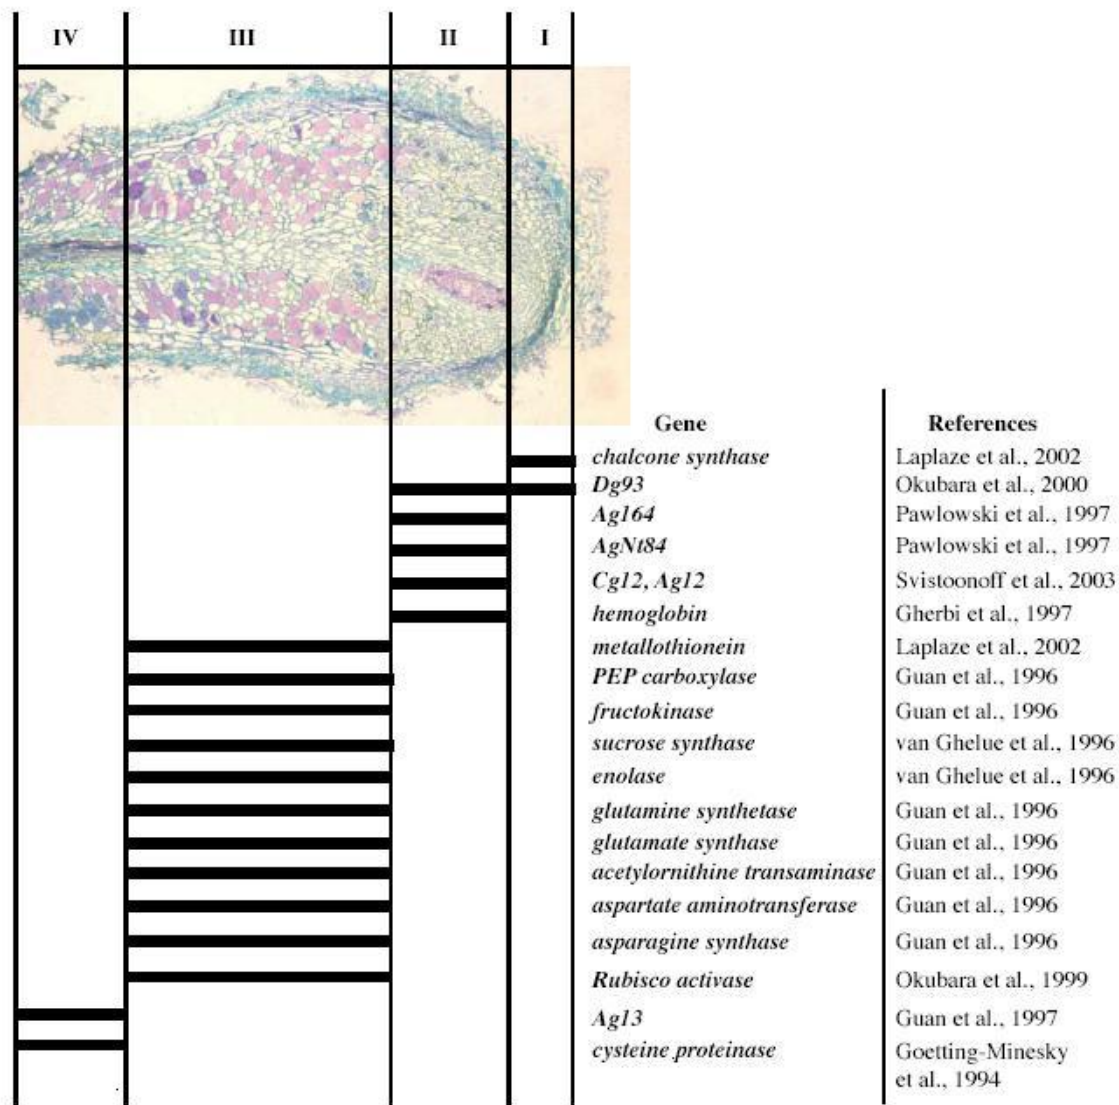 IV III II I
Gene References
chalcone synthase Laplaze et al., 2002
Dg93 Okubara et al., 2000
Ag164 Pawlowski et al., 1997
AgNt84 Pawlowski et al., 1997
Cg12, Ag12 Svistoonoff et al., 2003
hemoglobin Gherbi et al., 1997
metallothionein Laplaze et al., 2002
PEP carboxylase Guan et al., 1996
fructokinase Guan et al., 1996
sucrose synthase van Ghelue et al., 1996
enolase van Ghelue et al., 1996
glutamine synthetase Guan et al., 1996
glutamate synthase Guan et al., 1996
acetylornithine transaminase Guan et al., 1996
aspartate aminotransferase Guan et al., 1996
asparagine synthase Guan et al., 1996
Rubisco activase Okubara et al., 1999
Ag13 Guan et al., 1997
cysteine proteinase Goetting-Minesky
et al., 1994